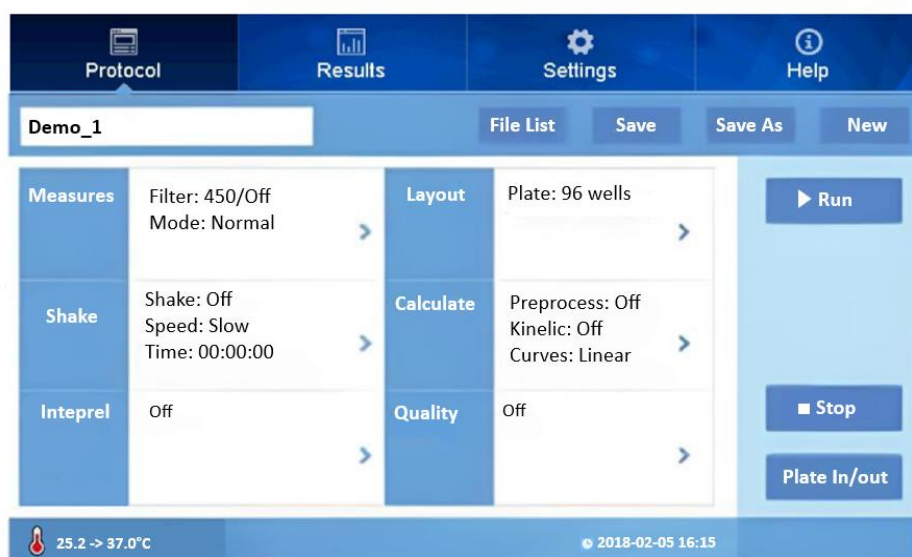 Protocol
Results
Settings
Help
Demo_1
File List
Save
Save As
New
Measures
Filter: 450/Off
Mode: Normal
Layout
Plate: 96 wells
Run
Shake
Shake: Off
Speed: Slow
Time: 00:00:00
Calculate
Preprocess: Off
Kinelic: Off
Curves: Linear
Inteprel
Off
Quality
Off
Stop
Plate In/out
25.2 -> 37.0°C
2018-02-05 16:15